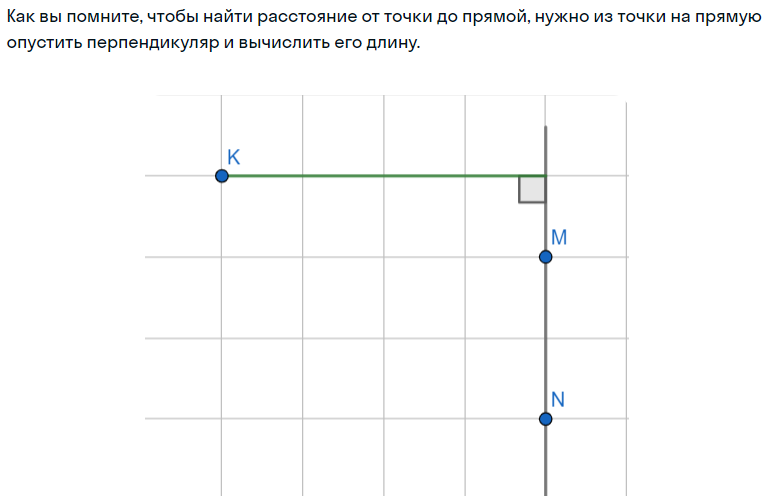 Как вы помните, чтобы найти расстояние от точки до прямой, нужно из точки на прямую
опустить перпендикуляр и вычислить его длину.
K
M
N